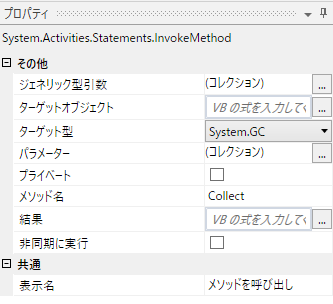 プロパティ
System.Activities.Statements.InvokeMethod
その他
ジェネリック型引数 (コレクション) ...
ターゲットオブジェクト VB の式を入力して ...
ターゲット型 System.GC
パラメーター (コレクション) ...
プライベート
メソッド名 Collect
結果 VB の式を入力して ...
非同期に実行
共通
表示名 メソッドを呼び出し